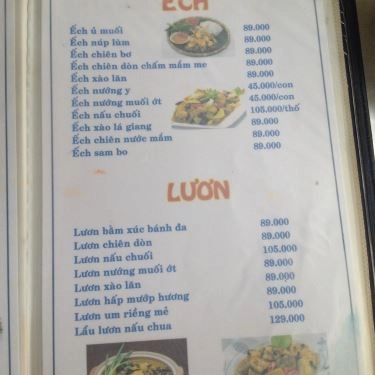 ẾCH
Ếch ủ muối 89.000
Ếch núp lùm 89.000
Ếch chiên bơ 89.000
Ếch chiên dòn chấm mắm me 89.000
Ếch xào lăn 89.000
Ếch nướng y 45.000/con
Ếch nướng muối ớt 45.000/con
Ếch nấu chuối 105.000/thố
Ếch xào lá giang 89.000
Ếch chiên nước mắm 89.000
Ếch sam bo 89.000
LƯƠN
Lươn bằm xúc bánh đa 89.000
Lươn chiên dòn 89.000
Lươn nấu chuối 105.000
Lươn nướng muối ớt 89.000
Lươn xào lăn 89.000
Lươn hấp mướp hương 89.000
Lươn um riềng mẻ 105.000
Lẩu lươn nấu chua 129.000